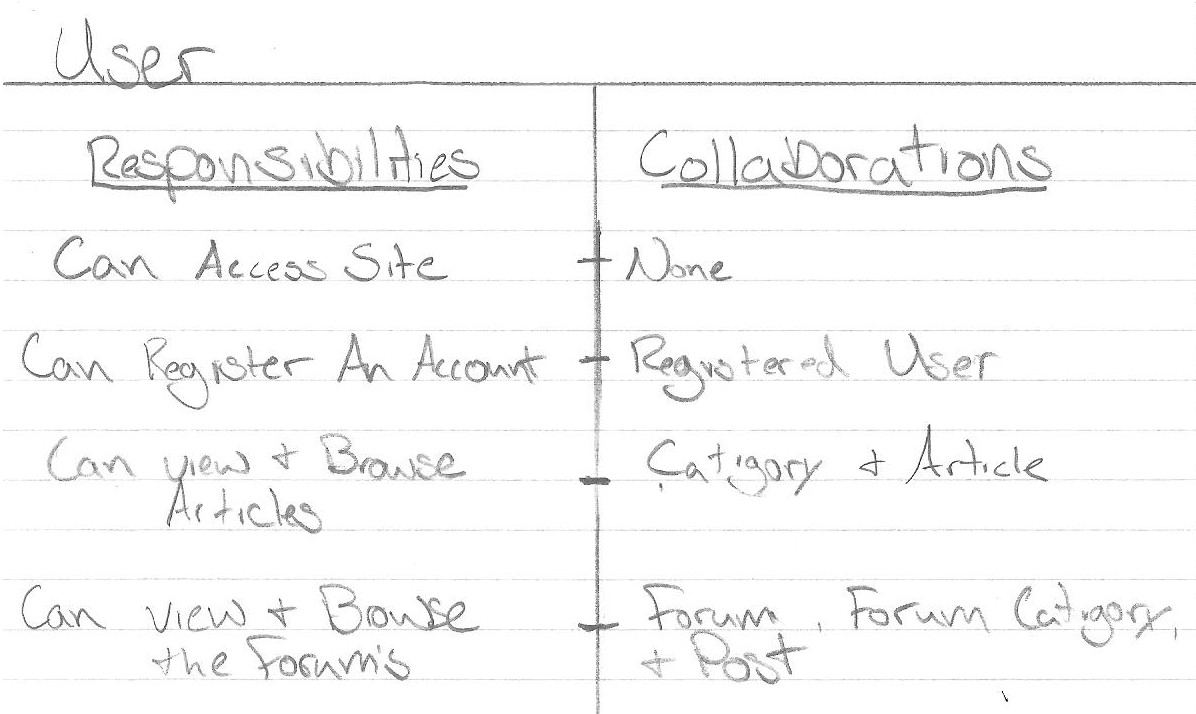 User
Responsibilities Collaborations
Can Access Site None
Can Register An Account Registered User
Can view + Browse Catigory + Article
Articles
Can view + Browse Forum, Forum Catigory,
the Forum's + Post